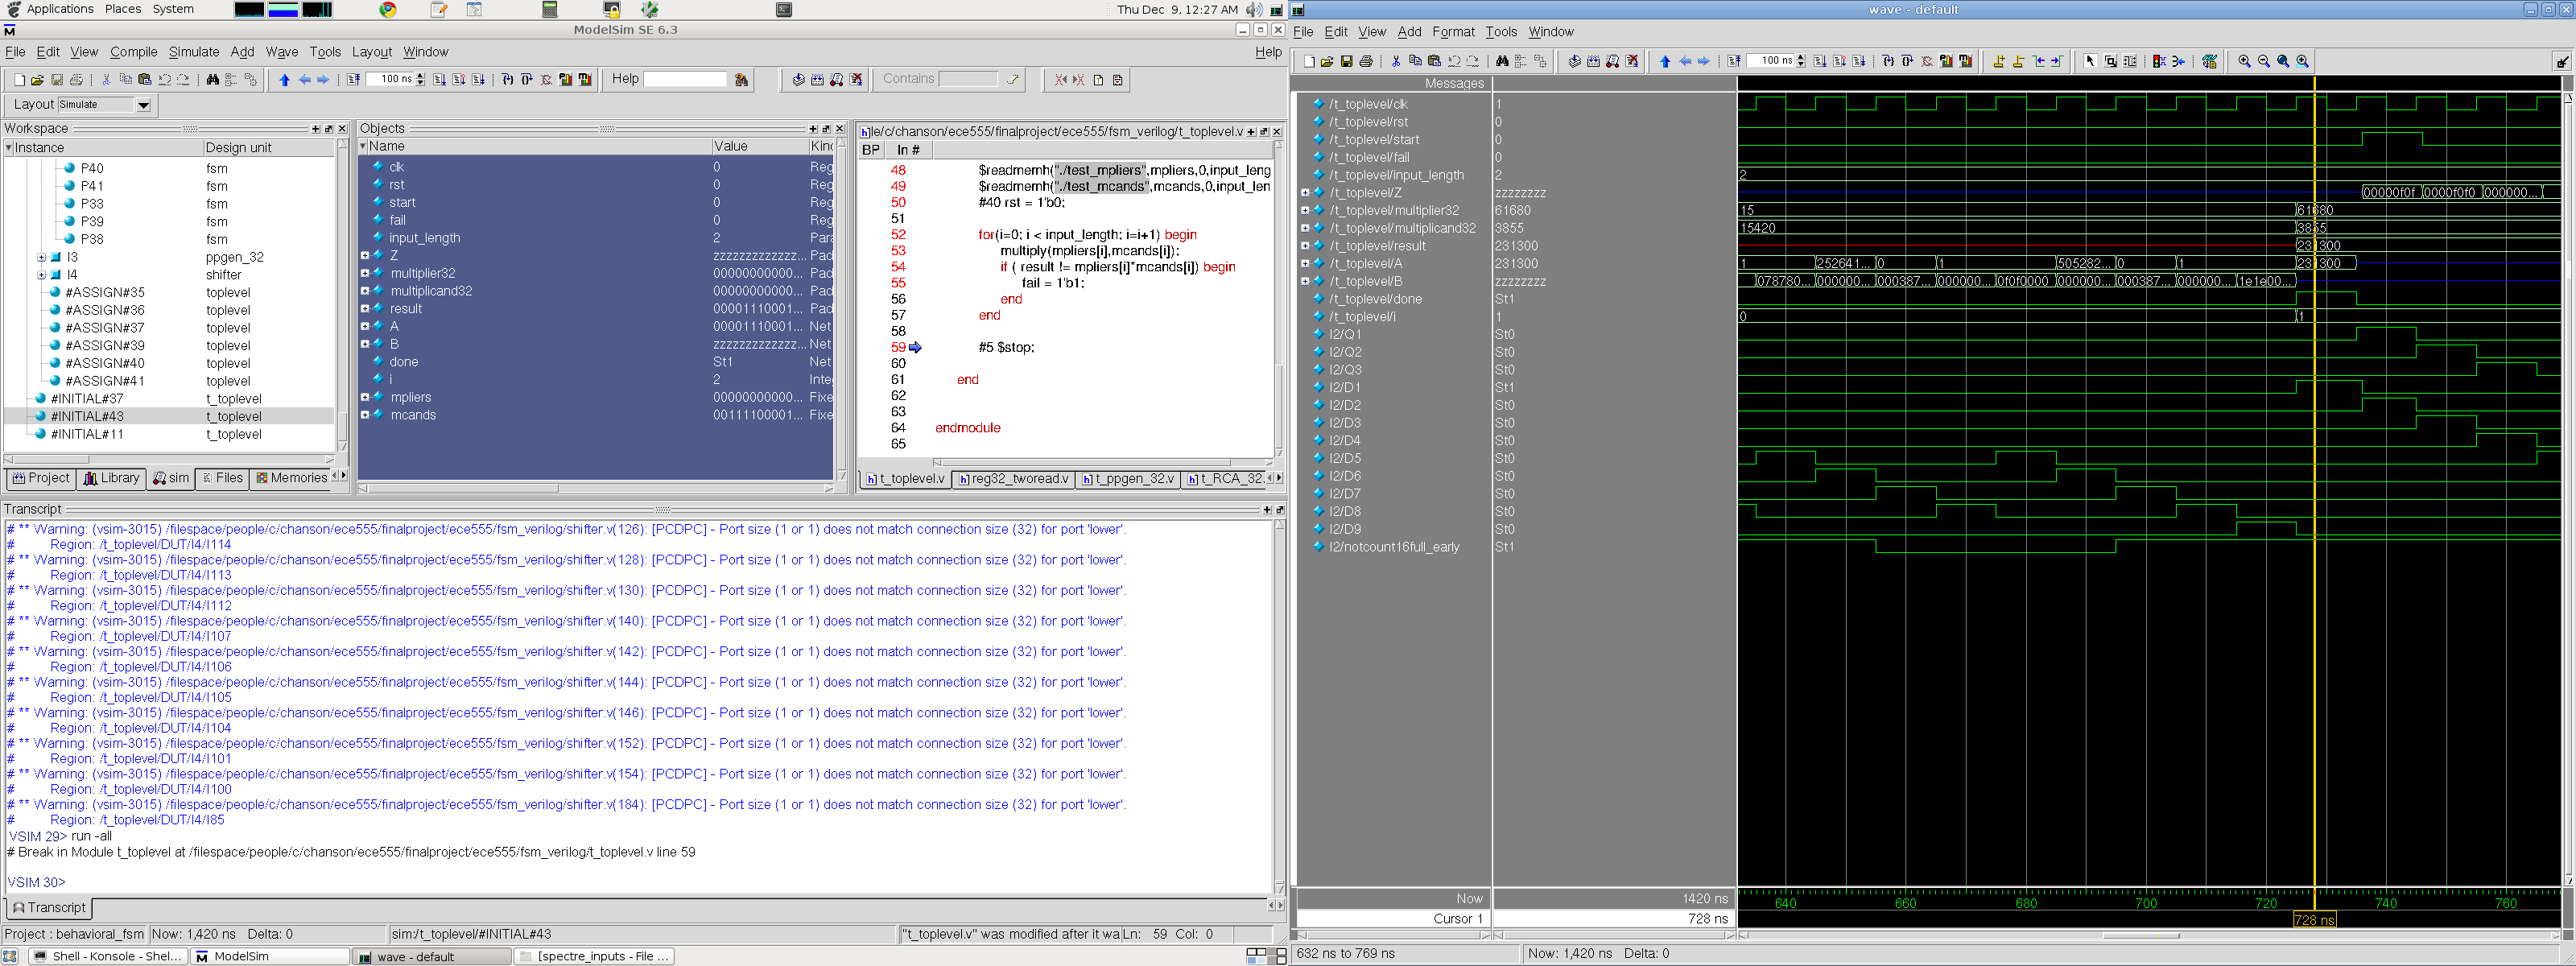 Applications Places System
Thu Dec 9, 12:27 AM
ModelSim SE 6.3
File Edit View Compile Simulate Add Wave Tools Layout Window Help
100 ns Help Contains
Layout Simulate
Workspace
Instance Design unit
P40 fsm
P41 fsm
P33 fsm
P39 fsm
P38 fsm
I3 ppgen_32
I4 shifter
#ASSIGN#35 toplevel
#ASSIGN#36 toplevel
#ASSIGN#37 toplevel
#ASSIGN#39 toplevel
#ASSIGN#40 toplevel
#ASSIGN#41 toplevel
#INITIAL#37 t_toplevel
#INITIAL#43 t_toplevel
#INITIAL#11 t_toplevel
Project Library sim Files Memories
Objects
Name Value Kind
clk 0 Reg
rst 0 Reg
start 0 Reg
fail 0 Reg
input_length 2 Para
Z zzzzzzzzzzzzz... Pad
multiplier32 00000000000... Pad
multiplicand32 00000000000... Pad
result 00001110001... Pad
A 00001110001... Net
B zzzzzzzzzzzzz... Net
done St1 Net
i 2 Inte
mpliers 00000000000... Fixe
mcands 00111100001... Fixe
le/c/chanson/ece555/finalproject/ece555/fsm_verilog/t_toplevel.v
BP ln #
48 $readmemh("./test_mpliers",mpliers,0,input_leng
49 $readmemh("./test_mcands",mcands,0,input_len
50 #40 rst = 1'b0;
51
52 for(i=0; i < input_length; i=i+1) begin
53 multiply(mpliers[i],mcands[i]);
54 if ( result != mpliers[i]*mcands[i]) begin
55 fail = 1'b1;
56 end
57 end
58
59 #5 $stop;
60
61 end
62
63
64 endmodule
65
t_toplevel.v reg32_tworead.v t_ppgen_32.v t_RCA_32.
Transcript
# ** Warning: (vsim-3015) /filespace/people/c/chanson/ece555/finalproject/ece555/fsm_verilog/shifter.v(126): [PCDPC] - Port size (1 or 1) does not match connection size (32) for port 'lower'.
# Region: /t_toplevel/DUT/I4/I114
# ** Warning: (vsim-3015) /filespace/people/c/chanson/ece555/finalproject/ece555/fsm_verilog/shifter.v(128): [PCDPC] - Port size (1 or 1) does not match connection size (32) for port 'lower'.
# Region: /t_toplevel/DUT/I4/I113
# ** Warning: (vsim-3015) /filespace/people/c/chanson/ece555/finalproject/ece555/fsm_verilog/shifter.v(130): [PCDPC] - Port size (1 or 1) does not match connection size (32) for port 'lower'.
# Region: /t_toplevel/DUT/I4/I112
# ** Warning: (vsim-3015) /filespace/people/c/chanson/ece555/finalproject/ece555/fsm_verilog/shifter.v(140): [PCDPC] - Port size (1 or 1) does not match connection size (32) for port 'lower'.
# Region: /t_toplevel/DUT/I4/I107
# ** Warning: (vsim-3015) /filespace/people/c/chanson/ece555/finalproject/ece555/fsm_verilog/shifter.v(142): [PCDPC] - Port size (1 or 1) does not match connection size (32) for port 'lower'.
# Region: /t_toplevel/DUT/I4/I106
# ** Warning: (vsim-3015) /filespace/people/c/chanson/ece555/finalproject/ece555/fsm_verilog/shifter.v(144): [PCDPC] - Port size (1 or 1) does not match connection size (32) for port 'lower'.
# Region: /t_toplevel/DUT/I4/I105
# ** Warning: (vsim-3015) /filespace/people/c/chanson/ece555/finalproject/ece555/fsm_verilog/shifter.v(146): [PCDPC] - Port size (1 or 1) does not match connection size (32) for port 'lower'.
# Region: /t_toplevel/DUT/I4/I104
# ** Warning: (vsim-3015) /filespace/people/c/chanson/ece555/finalproject/ece555/fsm_verilog/shifter.v(152): [PCDPC] - Port size (1 or 1) does not match connection size (32) for port 'lower'.
# Region: /t_toplevel/DUT/I4/I101
# ** Warning: (vsim-3015) /filespace/people/c/chanson/ece555/finalproject/ece555/fsm_verilog/shifter.v(154): [PCDPC] - Port size (1 or 1) does not match connection size (32) for port 'lower'.
# Region: /t_toplevel/DUT/I4/I100
# ** Warning: (vsim-3015) /filespace/people/c/chanson/ece555/finalproject/ece555/fsm_verilog/shifter.v(184): [PCDPC] - Port size (1 or 1) does not match connection size (32) for port 'lower'.
# Region: /t_toplevel/DUT/I4/I85
VSIM 29> run -all
# Break in Module t_toplevel at /filespace/people/c/chanson/ece555/finalproject/ece555/fsm_verilog/t_toplevel.v line 59
VSIM 30>
Transcript
Project : behavioral_fsm Now: 1,420 ns Delta: 0 sim:/t_toplevel/#INITIAL#43 "t_toplevel.v" was modified after it wa Ln: 59 Col: 0
Shell - Konsole - Shel... ModelSim wave - default [spectre_inputs - File ...
wave - default
File Edit View Add Format Tools Window
100 ns
Messages
/t_toplevel/clk 1
/t_toplevel/rst 0
/t_toplevel/start 0
/t_toplevel/fail 0
/t_toplevel/input_length 2 2
/t_toplevel/Z zzzzzzzz 00000f0f 0000f0f0 000000...
/t_toplevel/multiplier32 61680 15 61680
/t_toplevel/multiplicand32 3855 15420 3855
/t_toplevel/result 231300 231300
/t_toplevel/A 231300 1 252641... 0 1 505282... 0 1 231300
/t_toplevel/B zzzzzzzz 078780... 000000... 000387... 000000... 0f0f0000 000000... 000387... 000000... 1e1e00...
/t_toplevel/done St1
/t_toplevel/i 1 0 1
I2/Q1 St0
I2/Q2 St0
I2/Q3 St0
I2/D1 St1
I2/D2 St0
I2/D3 St0
I2/D4 St0
I2/D5 St0
I2/D6 St0
I2/D7 St0
I2/D8 St0
I2/D9 St0
I2/notcount16full_early St1
Now 1420 ns 640 660 680 700 720 740 760
Cursor 1 728 ns 728 ns
632 ns to 769 ns Now: 1,420 ns Delta: 0